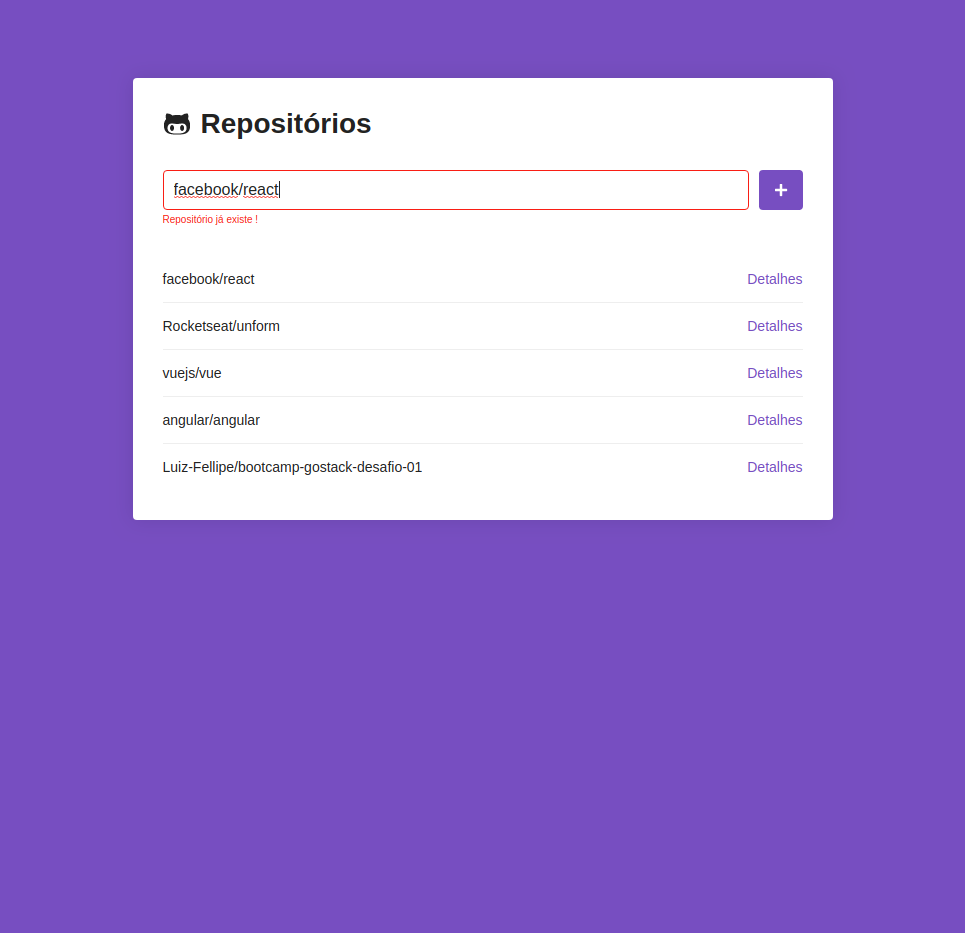 Repositórios
facebook/react
Repositório já existe !
facebook/react Detalhes
Rocketseat/unform Detalhes
vuejs/vue Detalhes
angular/angular Detalhes
Luiz-Fellipe/bootcamp-gostack-desafio-01 Detalhes